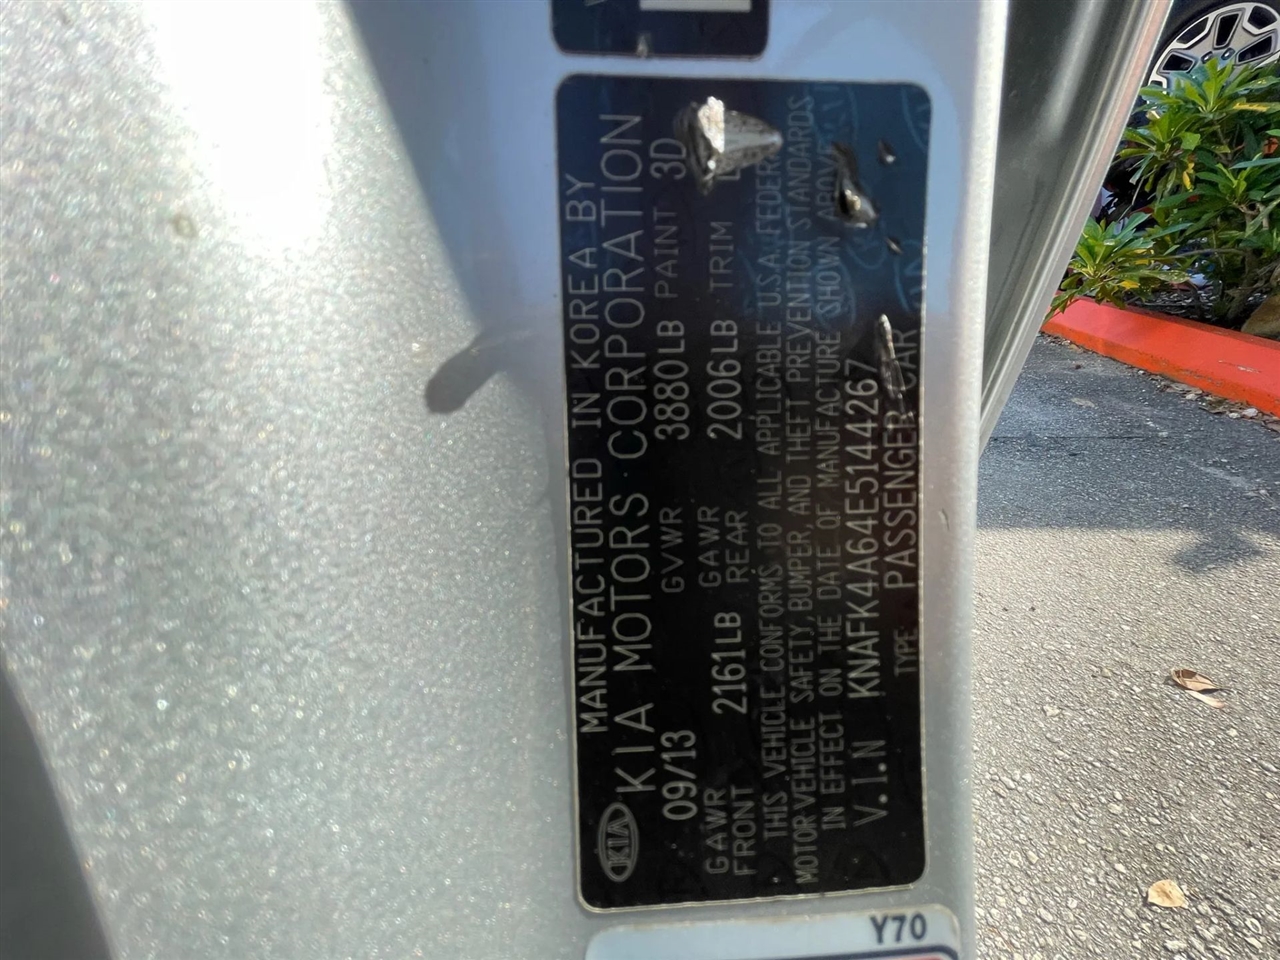 MANUFACTURED IN KOREA BY
KIA KIA MOTORS CORPORATION
09/13 GVWR 3880LB PAINT 3D
GAWR FRONT 2161LB GAWR REAR 2006LB TRIM
THIS VEHICLE CONFORMS TO ALL APPLICABLE U.S.A. FEDERAL
MOTOR VEHICLE SAFETY, BUMPER, AND THEFT PREVENTION STANDARDS
IN EFFECT ON THE DATE OF MANUFACTURE SHOWN ABOVE
V.I.N KNAFK4A64E5144267
TYPE PASSENGER CAR
Y70